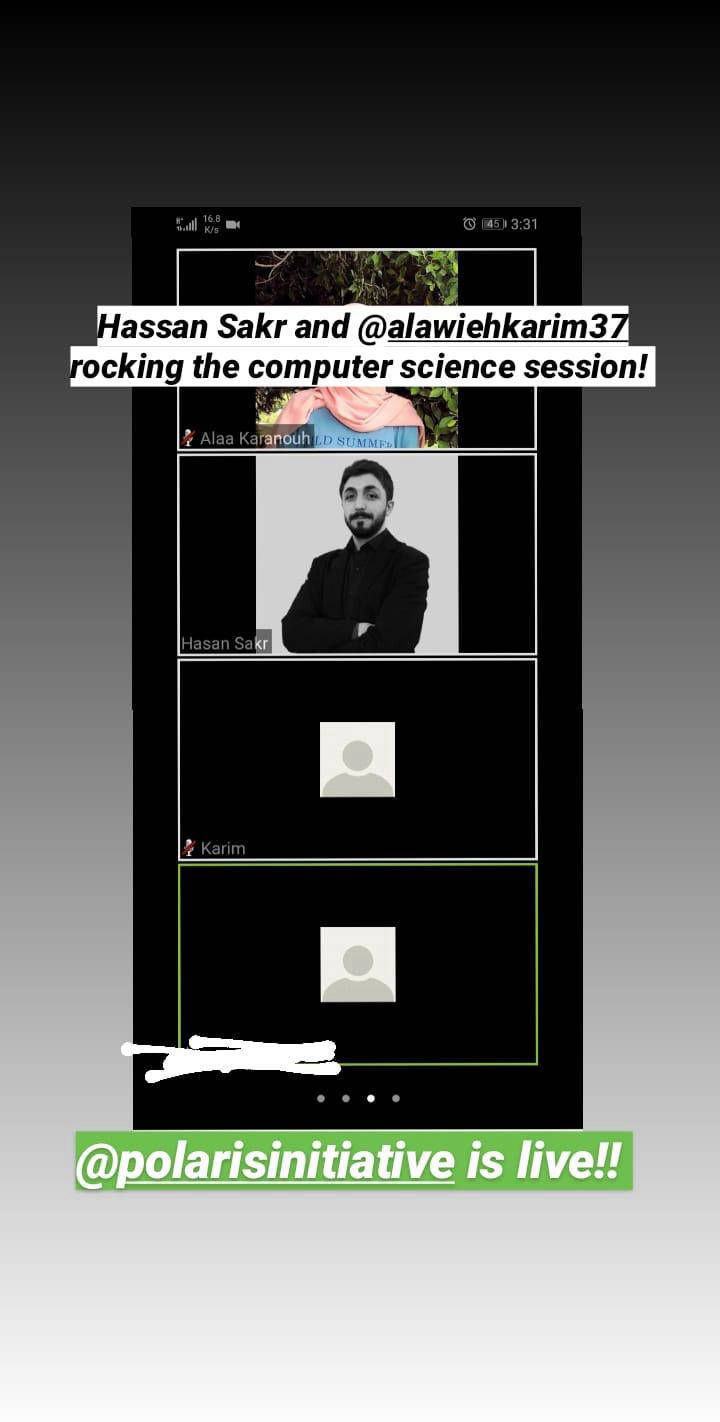 16.8
K/s
45
3:31
Hassan Sakr and @alawiehkarim37
rocking the computer science session!
Alaa Karanouh
LD SUMMER
Hasan Sakr
Karim
@polarisinitiative is live!!